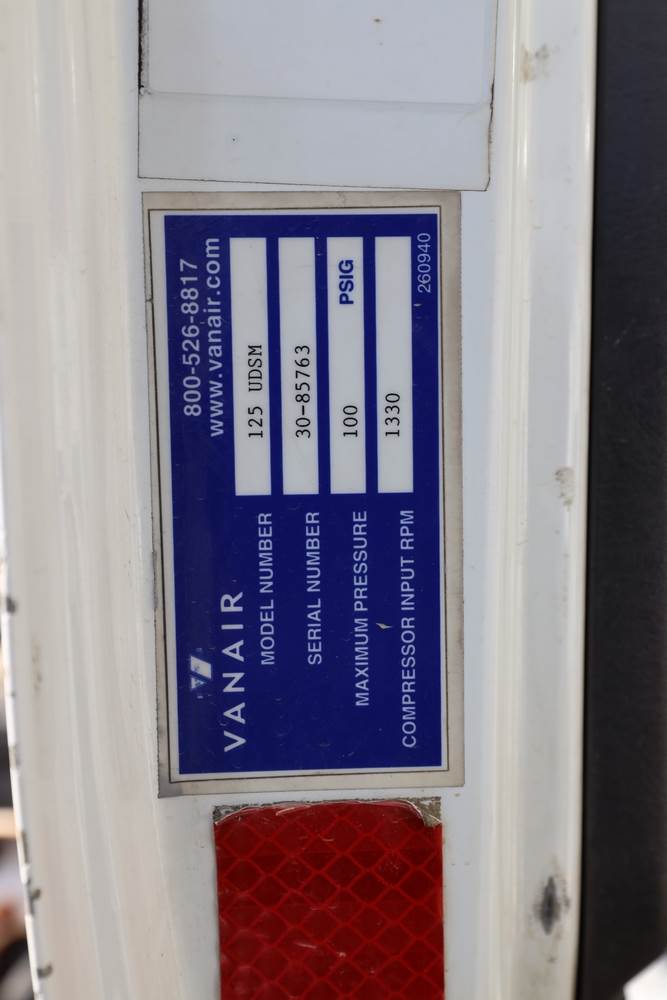 VANAIR
800-526-8817
www.vanair.com
MODEL NUMBER 125 UDSM
SERIAL NUMBER 30-85763
MAXIMUM PRESSURE 100 PSIG
COMPRESSOR INPUT RPM 1330
260940